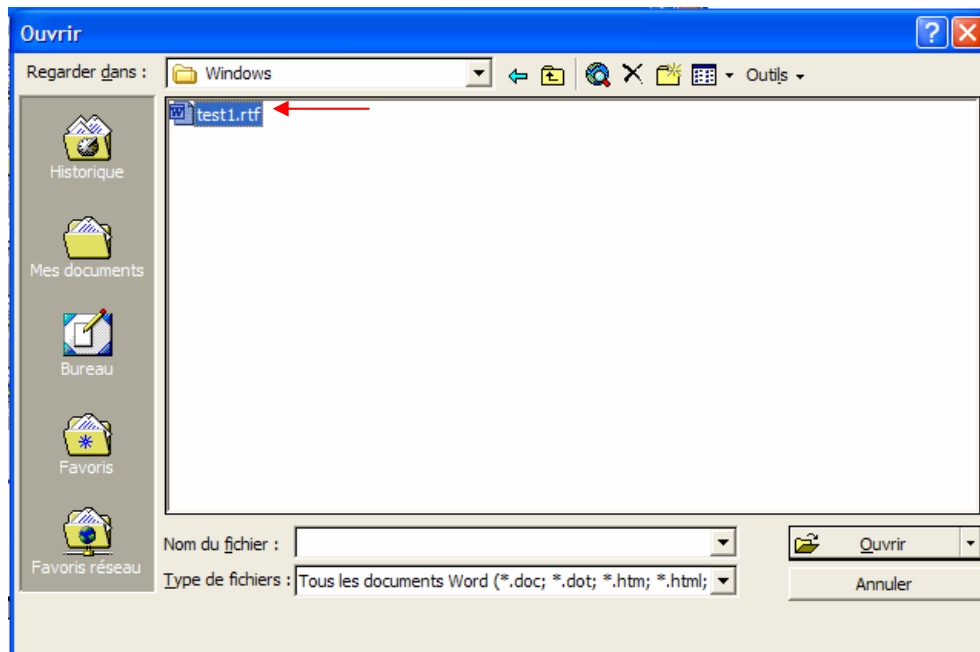 Ouvrir
Regarder dans :
Windows
Outils
test1.rtf
Historique
Mes documents
Bureau
Favoris
Favoris réseau
Nom du fichier :
Ouvrir
Type de fichiers :
Tous les documents Word (*.doc; *.dot; *.htm; *.html;
Annuler